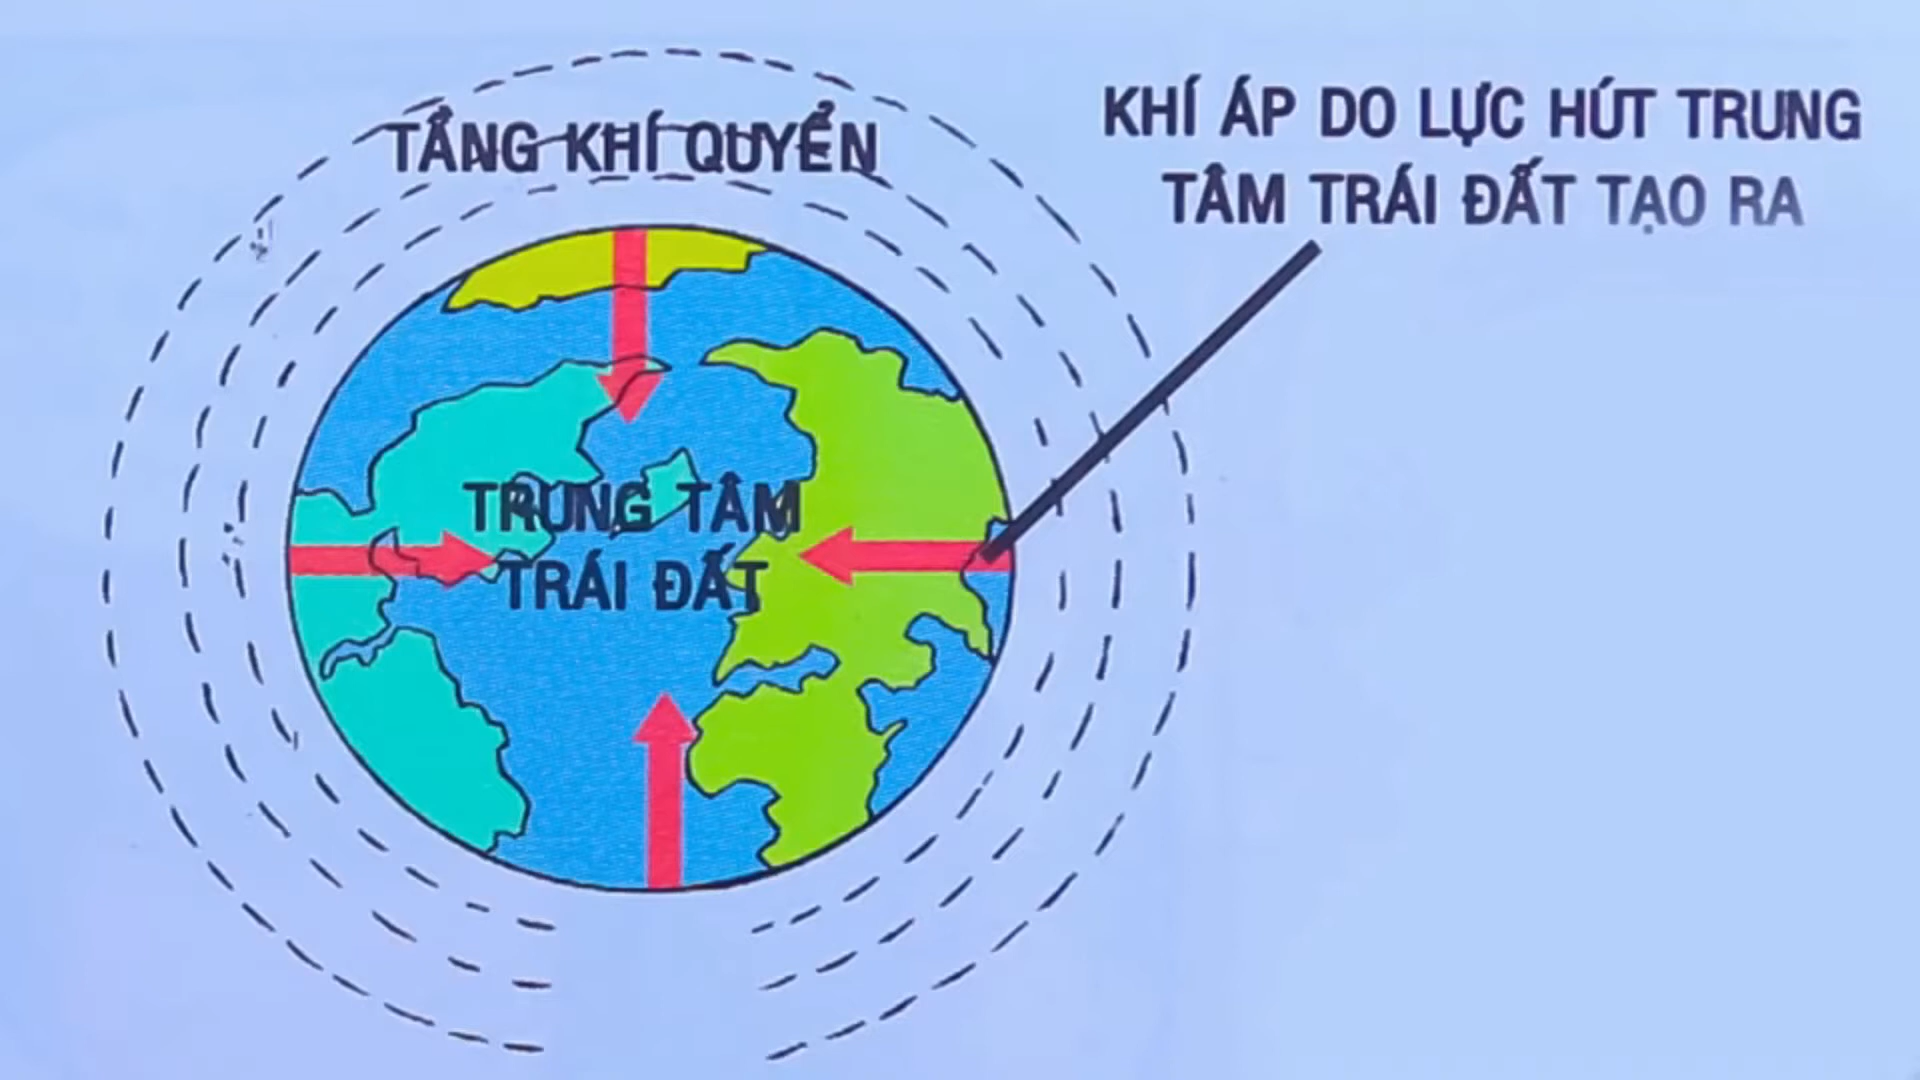 TẦNG KHÍ QUYỂN
KHÍ ÁP DO LỰC HÚT TRUNG
TÂM TRÁI ĐẤT TẠO RA
TRUNG TÂM
TRÁI ĐẤT